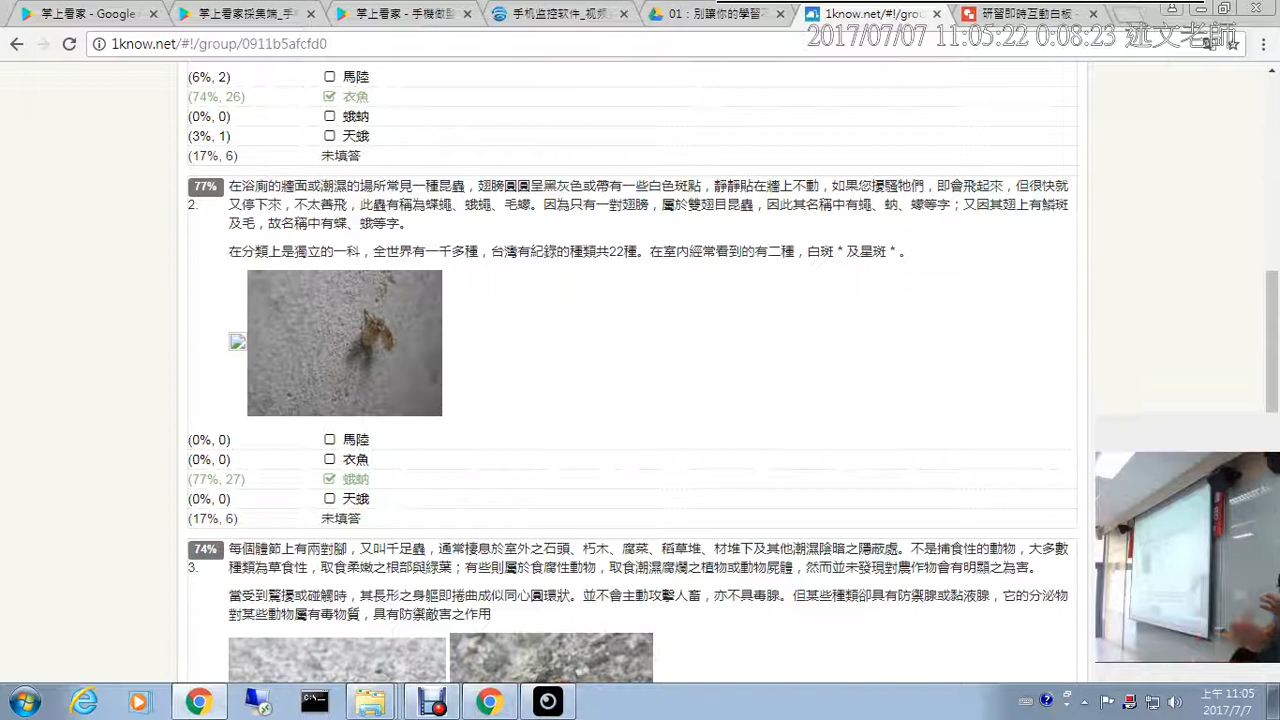 掌上看家 - Google
掌上看家採集端_手
掌上看家 - 手機做監
手机监控软件_视频
01：別讓你的學習不
1know.net/#!/grou
研習即時互動白板 -
1know.net/#!/group/0911b5afcfd0
2017/07/07 11:05:22 0:08:23 述文老師
(6%, 2) 馬陸
(74%, 26) 衣魚
(0%, 0) 蛾蚋
(3%, 1) 天蛾
(17%, 6) 未填答
77% 在浴廁的牆面或潮濕的場所常見一種昆蟲，翅膀圓圓呈黑灰色或帶有一些白色斑點，靜靜貼在牆上不動，如果您擾騷牠們，即會飛起來，但很快就
2. 又停下來，不太善飛，此蟲有稱為蝶蠅、蛾蠅、毛蠓。因為只有一對翅膀，屬於雙翅目昆蟲，因此其名稱中有蠅、蚋、蠓等字；又因其翅上有鱗斑
及毛，故名稱中有蝶、蛾等字。
在分類上是獨立的一科，全世界有一千多種，台灣有紀錄的種類共22種。在室內經常看到的有二種，白斑＊及星斑＊。
(0%, 0) 馬陸
(0%, 0) 衣魚
(77%, 27) 蛾蚋
(0%, 0) 天蛾
(17%, 6) 未填答
74% 每個體節上有兩對腳，又叫千足蟲，通常棲息於室外之石頭、朽木、腐菜、稻草堆、材堆下及其他潮濕陰暗之隱蔽處。不是捕食性的動物，大多數
3. 種類為草食性，取食柔嫩之根部與綠葉；有些則屬於食腐性動物，取食潮濕腐爛之植物或動物屍體，然而並未發現對農作物會有明顯之為害。
當受到驚擾或碰觸時，其長形之身軀即捲曲成似同心圓環狀。並不會主動攻擊人畜，亦不具毒腺。但某些種類卻具有防禦腺或黏液腺，它的分泌物
對某些動物屬有毒物質，具有防禦敵害之作用
上午 11:05
2017/7/7